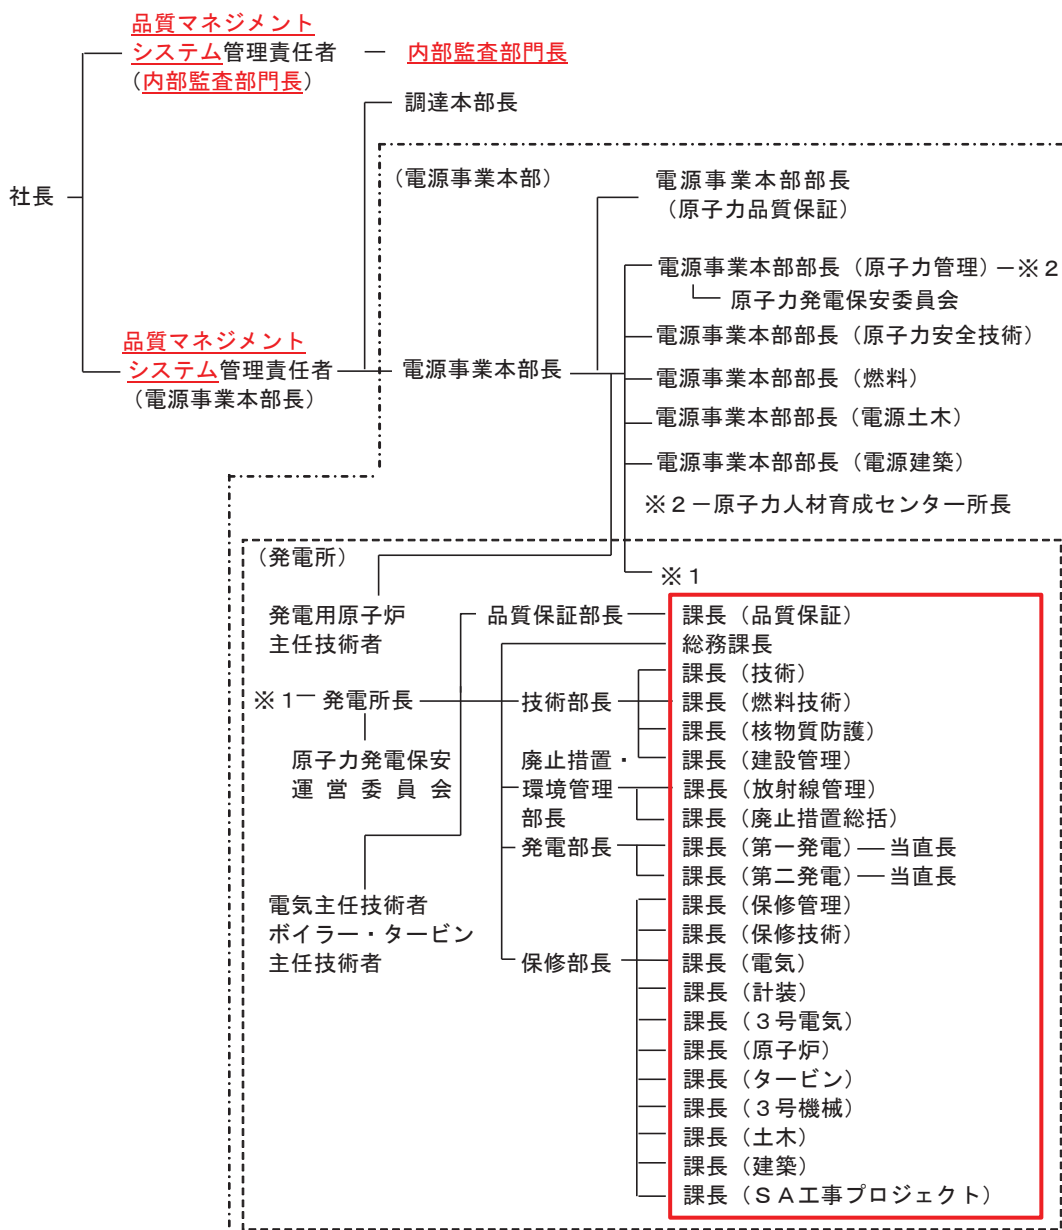 品質マネジメント
システム管理責任者 － 内部監査部門長
（内部監査部門長）
調達本部長
社長
（電源事業本部）
電源事業本部部長
（原子力品質保証）
電源事業本部部長（原子力管理）－※２
原子力発電保安委員会
品質マネジメント
システム管理責任者
（電源事業本部長）
電源事業本部長
電源事業本部部長（原子力安全技術）
電源事業本部部長（燃料）
電源事業本部部長（電源土木）
電源事業本部部長（電源建築）
※２－原子力人材育成センター所長
（発電所）
※１
発電用原子炉
主任技術者
品質保証部長
課長（品質保証）
総務課長
※１－発電所長
原子力発電保安
運営委員会
技術部長
課長（技術）
課長（燃料技術）
課長（核物質防護）
課長（建設管理）
廃止措置・
環境管理
部長
課長（放射線管理）
課長（廃止措置総括）
発電部長
課長（第一発電）― 当直長
課長（第二発電）― 当直長
電気主任技術者
ボイラー・タービン
主任技術者
保修部長
課長（保修管理）
課長（保修技術）
課長（電気）
課長（計装）
課長（３号電気）
課長（原子炉）
課長（タービン）
課長（３号機械）
課長（土木）
課長（建築）
課長（ＳＡ工事プロジェクト）